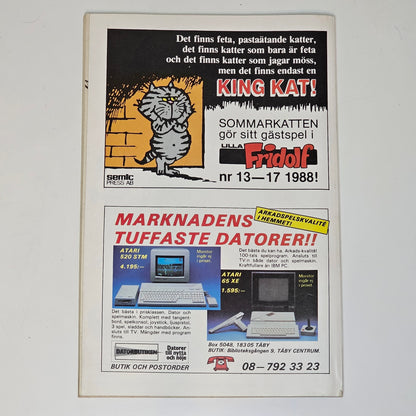 Det finns feta, pastaätande katter,
det finns katter som bara är feta
och det finns katter som jagar möss,
men det finns endast en
KING KAT!
SOMMARKATTEN
gör sitt gästspel i
LILLA
Fridolf
nr 13—17 1988!
semic
PRESS AB
ARKADSPELSKVALITÉ
I HEMMET!
MARKNADENS
TUFFASTE DATORER!!
ATARI
520 STM
4.195:—
Monitor
ingår ej
i priset.
Det bästa i prisklassen. Dator och
spelmaskin. Komplett med tangent-
bord, spelkonsol, joystick, ljuspistol,
3 spel, sladdar och handböcker. An-
sluts till TV. Mängder med program
finns.
Det bästa du kan ha. Arkads-kvalité!
100-ta's spelprogram. Ansluts till
TV:n både dator och spelmaskin.
Kraftfullare än IBM PC.
ATARI
65 XE
1.595:—
Monitor
ingår ej
i priset.
DATORBUTIKEN
Datorer
till nytta
och nöje
BUTIK OCH POSTORDER
Box 5048, 183 05 TÄBY
BUTIK: Biblioteksgången 9, TÄBY CENTRUM.
08 — 792 33 23